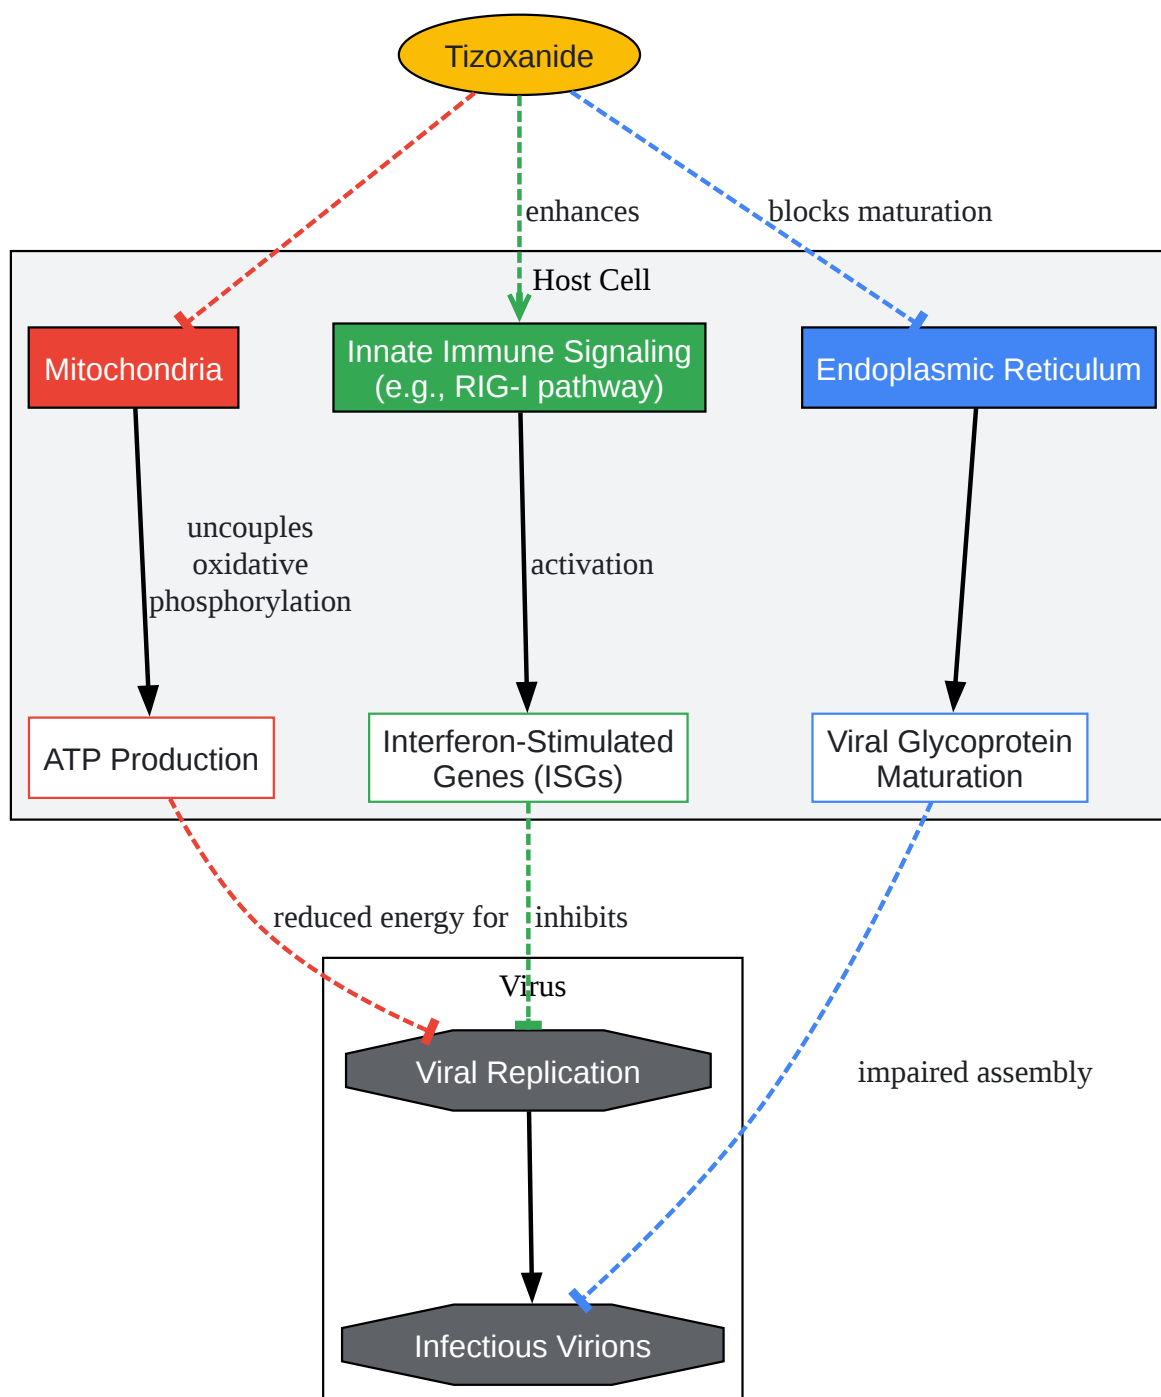 Tizoxanide
enhances
blocks maturation
Host Cell
Mitochondria
Innate Immune Signaling
(e.g., RIG-I pathway)
Endoplasmic Reticulum
uncouples
oxidative
phosphorylation
activation
ATP Production
Interferon-Stimulated
Genes (ISGs)
Viral Glycoprotein
Maturation
reduced energy for
inhibits
Virus
Viral Replication
impaired assembly
Infectious Virions